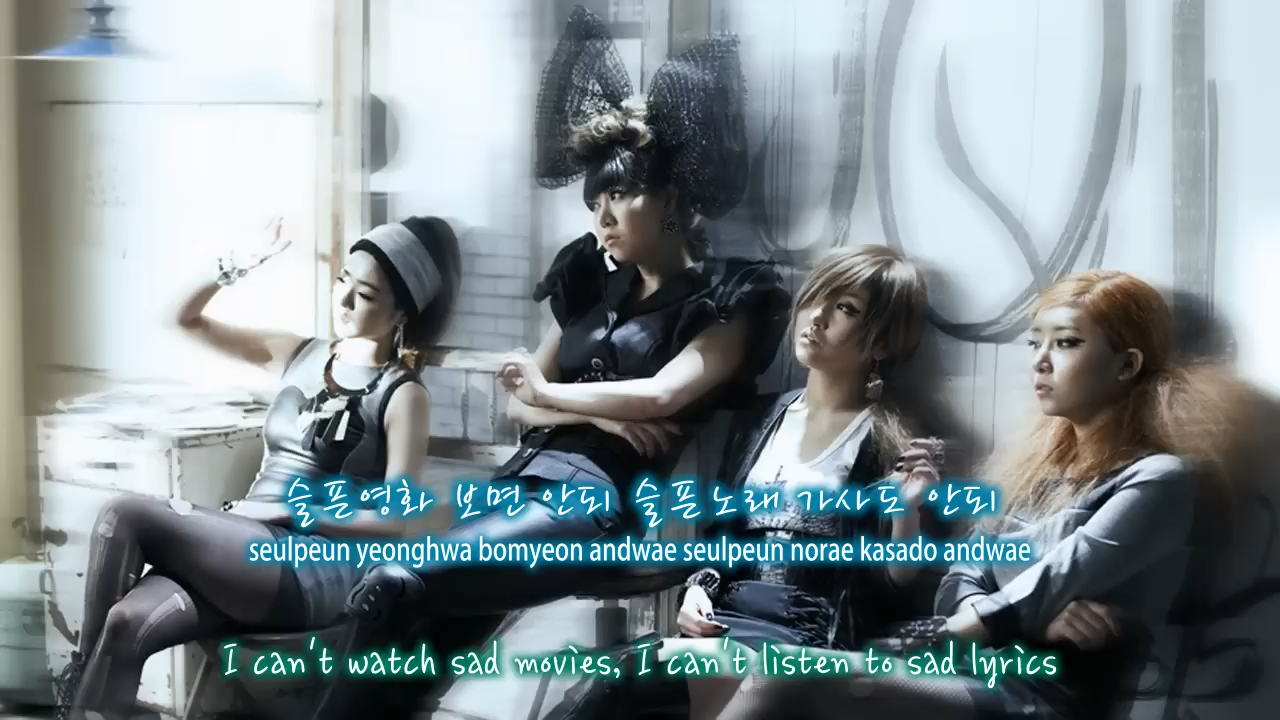 슬픈영화 보면 안되 슬픈노래 가사도 안되
seulpeun yeonghwa bomyeon andwae seulpeun norae kasado andwae
I can't watch sad movies, I can't listen to sad lyrics